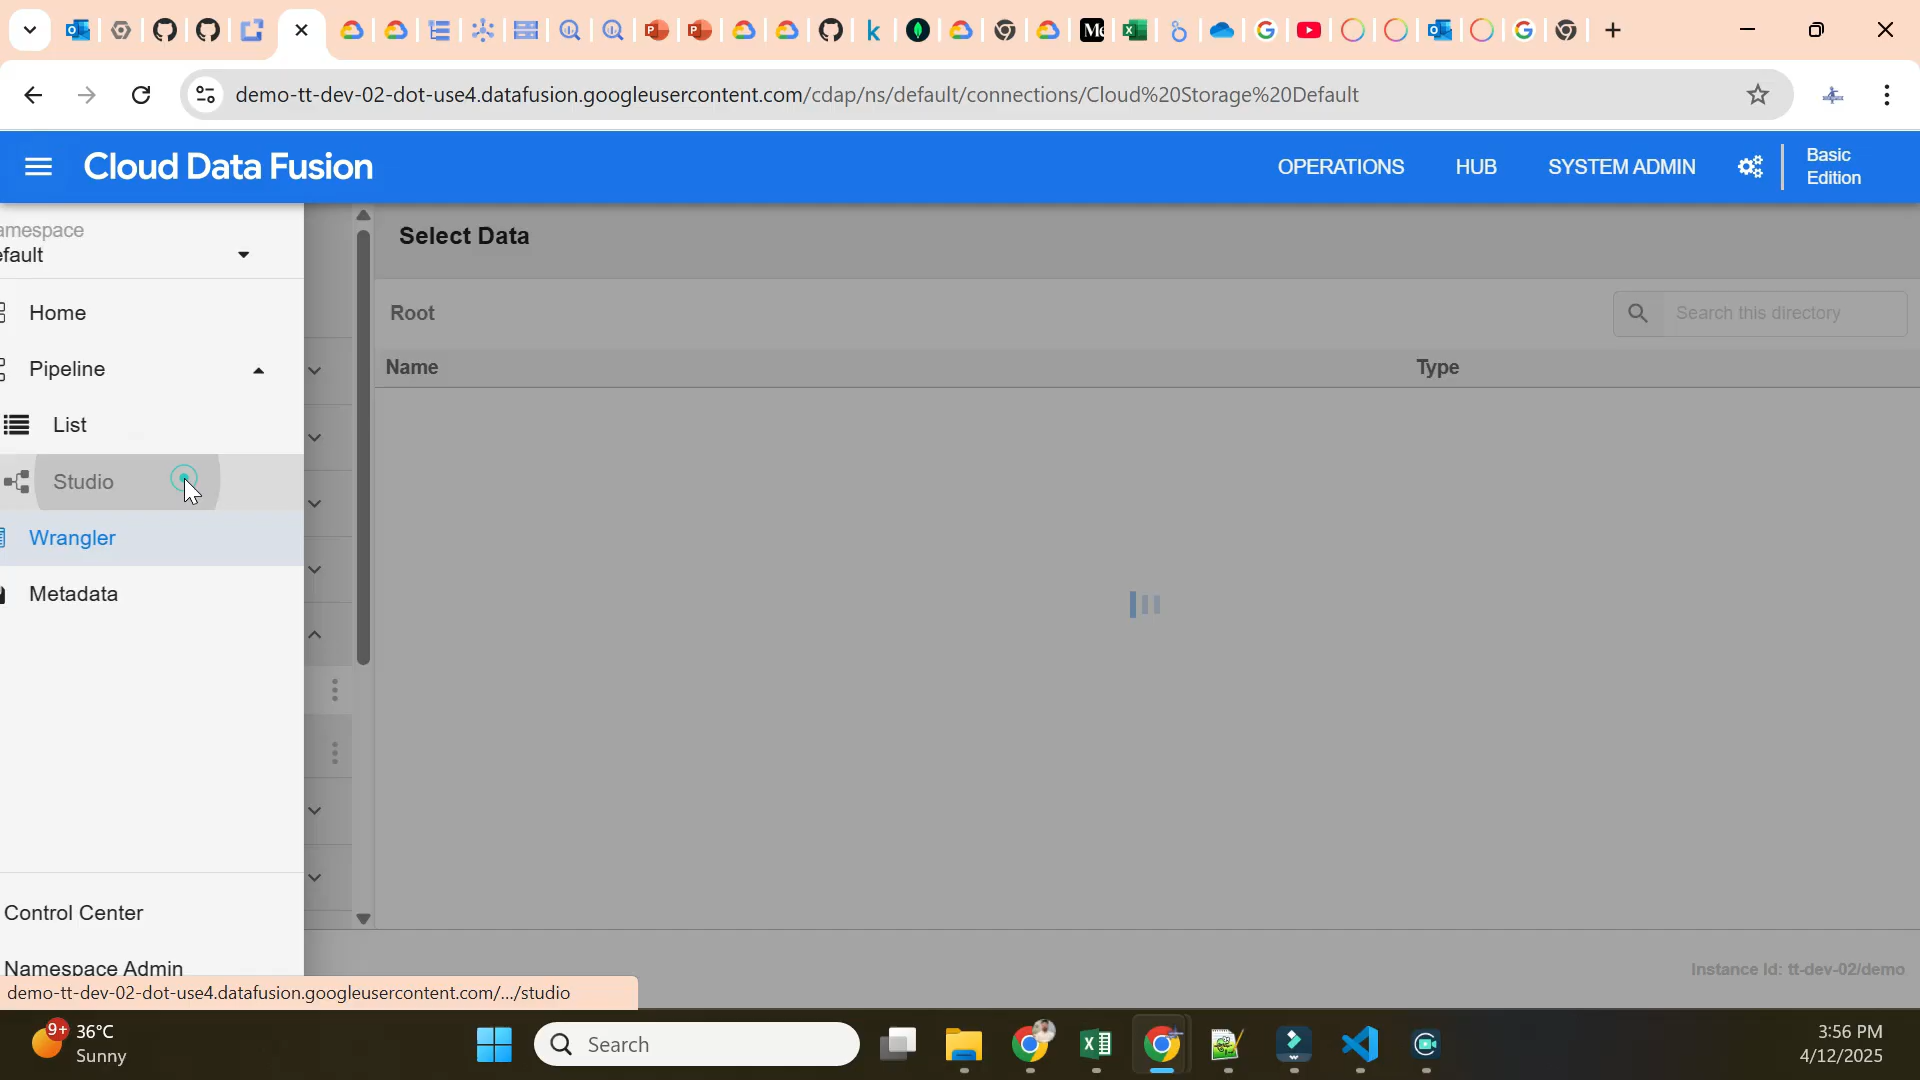 demo-tt-dev-02-dot-use4.datafusion.googleusercontent.com/cdap/ns/default/connections/Cloud%20Storage%20Default
Cloud Data Fusion
OPERATIONS
HUB
SYSTEM ADMIN
Basic
Edition
amespace
efault
Home
Pipeline
List
Studio
Wrangler
Metadata
Control Center
Namespace Admin
Select Data
Root
Search this directory
Name
Type
Instance Id: tt-dev-02/demo
demo-tt-dev-02-dot-use4.datafusion.googleusercontent.com/.../studio
9+
36°C
Sunny
Search
3:56 PM
4/12/2025